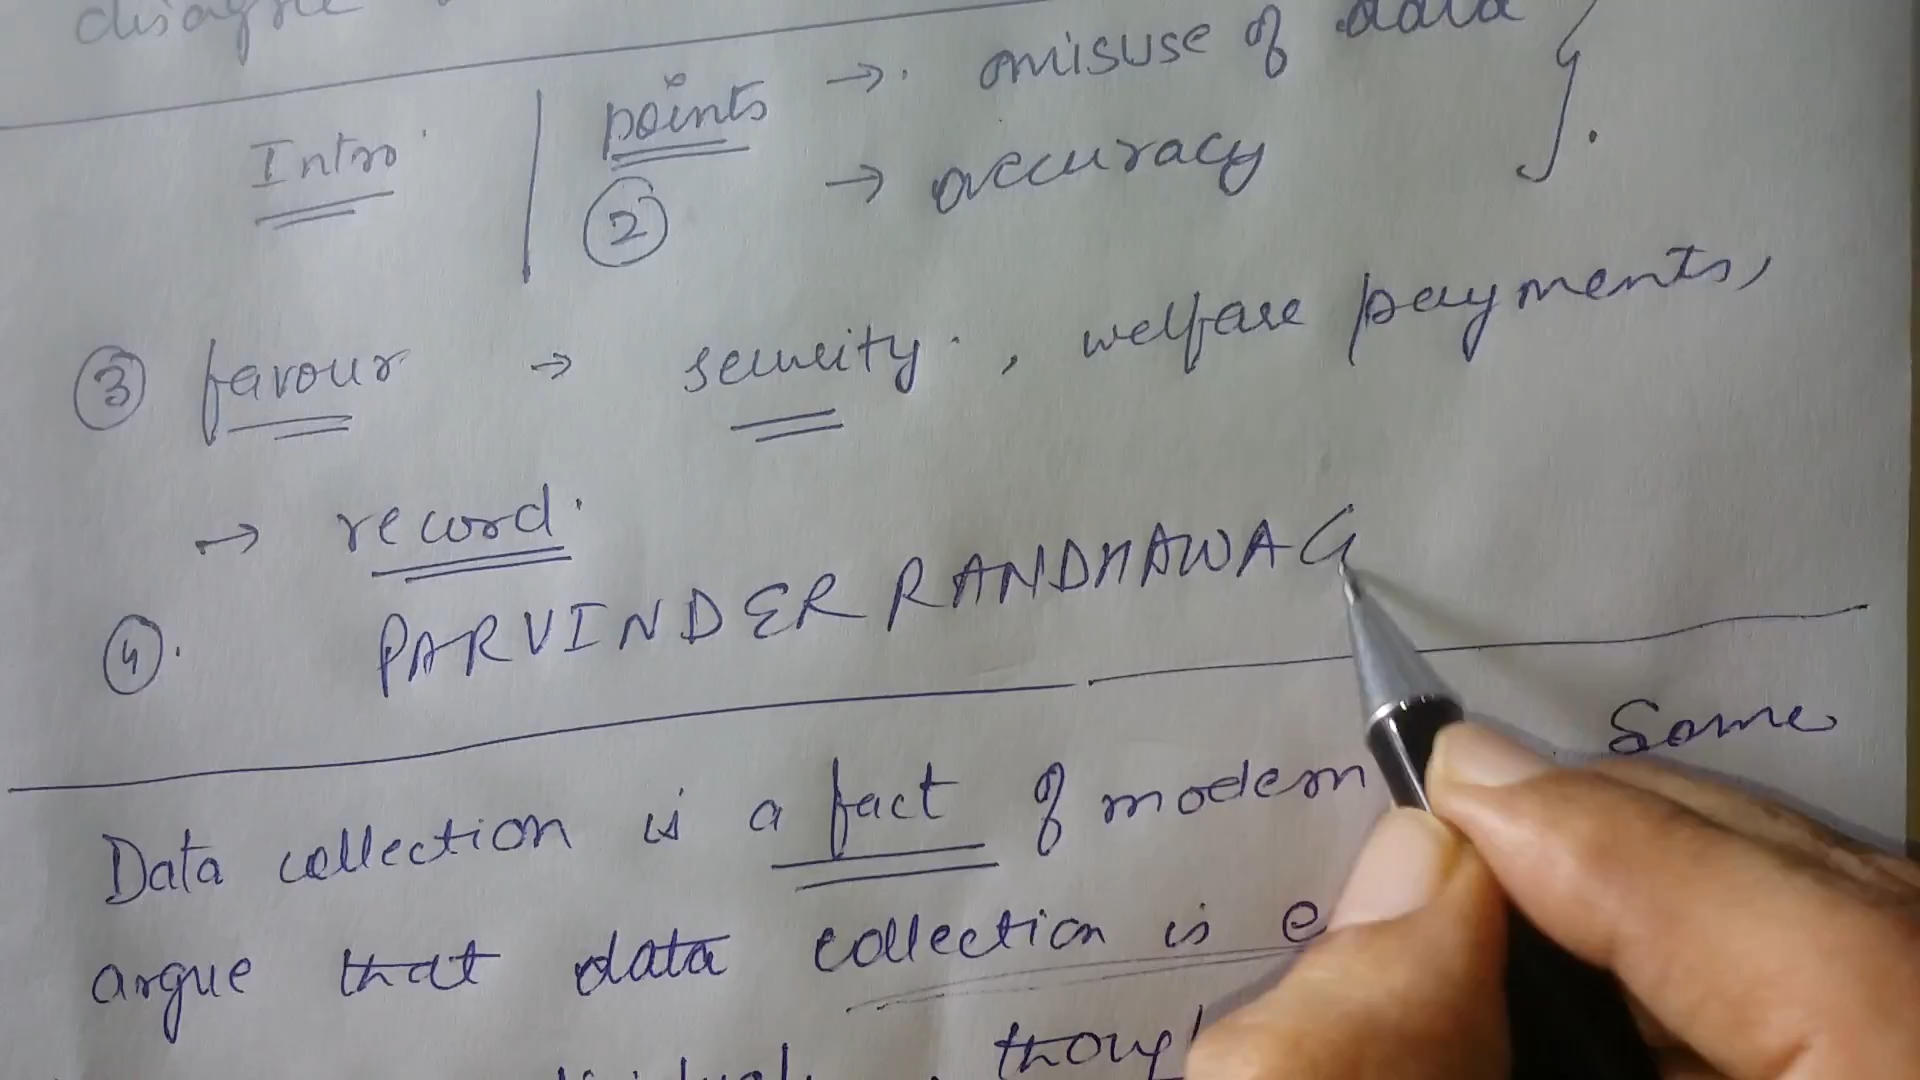 disagree
Intro. | points → . misuse of data
② → accuracy
③ favour → security . , welfare payments,
→ record.
④. PARVINDER RANDHAWA G
Data collection is a fact of modern Some
argue that data collection is e